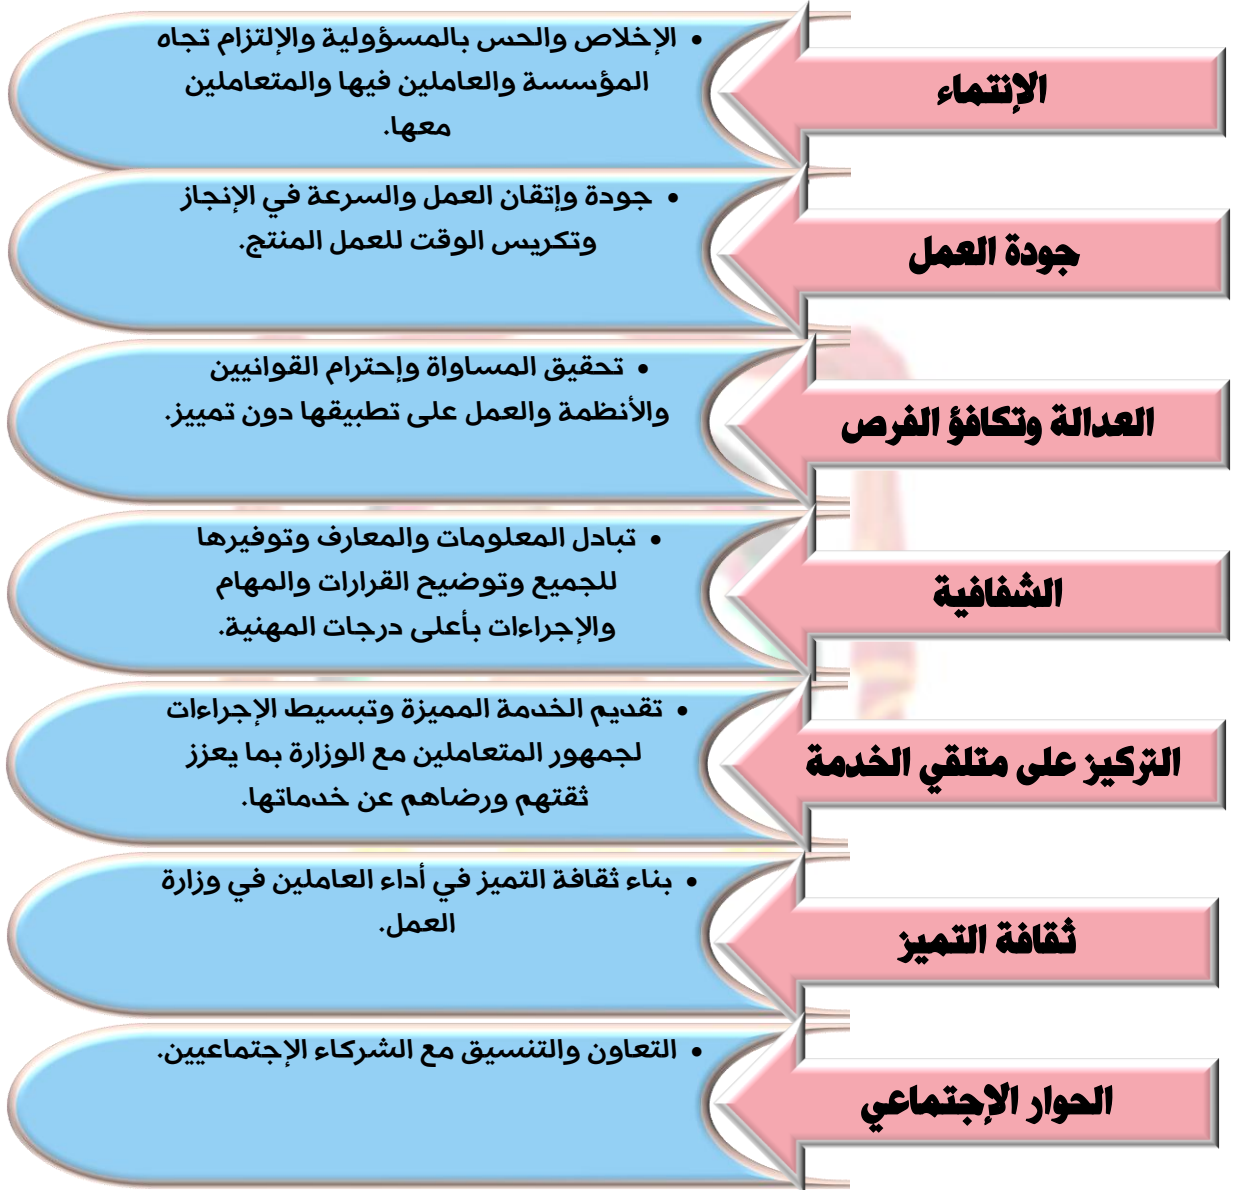 الإنتماء
• الإخلاص والحس بالمسؤولية والإلتزام تجاه
المؤسسة والعاملين فيها والمتعاملين
معها.
جودة العمل
• جودة وإتقان العمل والسرعة في الإنجاز
وتكريس الوقت للعمل المنتج.
العدالة وتكافؤ الفرص
• تحقيق المساواة وإحترام القوانيين
والأنظمة والعمل على تطبيقها دون تمييز.
الشفافية
• تبادل المعلومات والمعارف وتوفيرها
للجميع وتوضيح القرارات والمهام
والإجراءات بأعلى درجات المهنية.
التركيز على متلقي الخدمة
• تقديم الخدمة المميزة وتبسيط الإجراءات
لجمهور المتعاملين مع الوزارة بما يعزز
ثقتهم ورضاهم عن خدماتها.
ثقافة التميز
• بناء ثقافة التميز في أداء العاملين في وزارة
العمل.
الحوار الإجتماعي
• التعاون والتنسيق مع الشركاء الإجتماعيين.